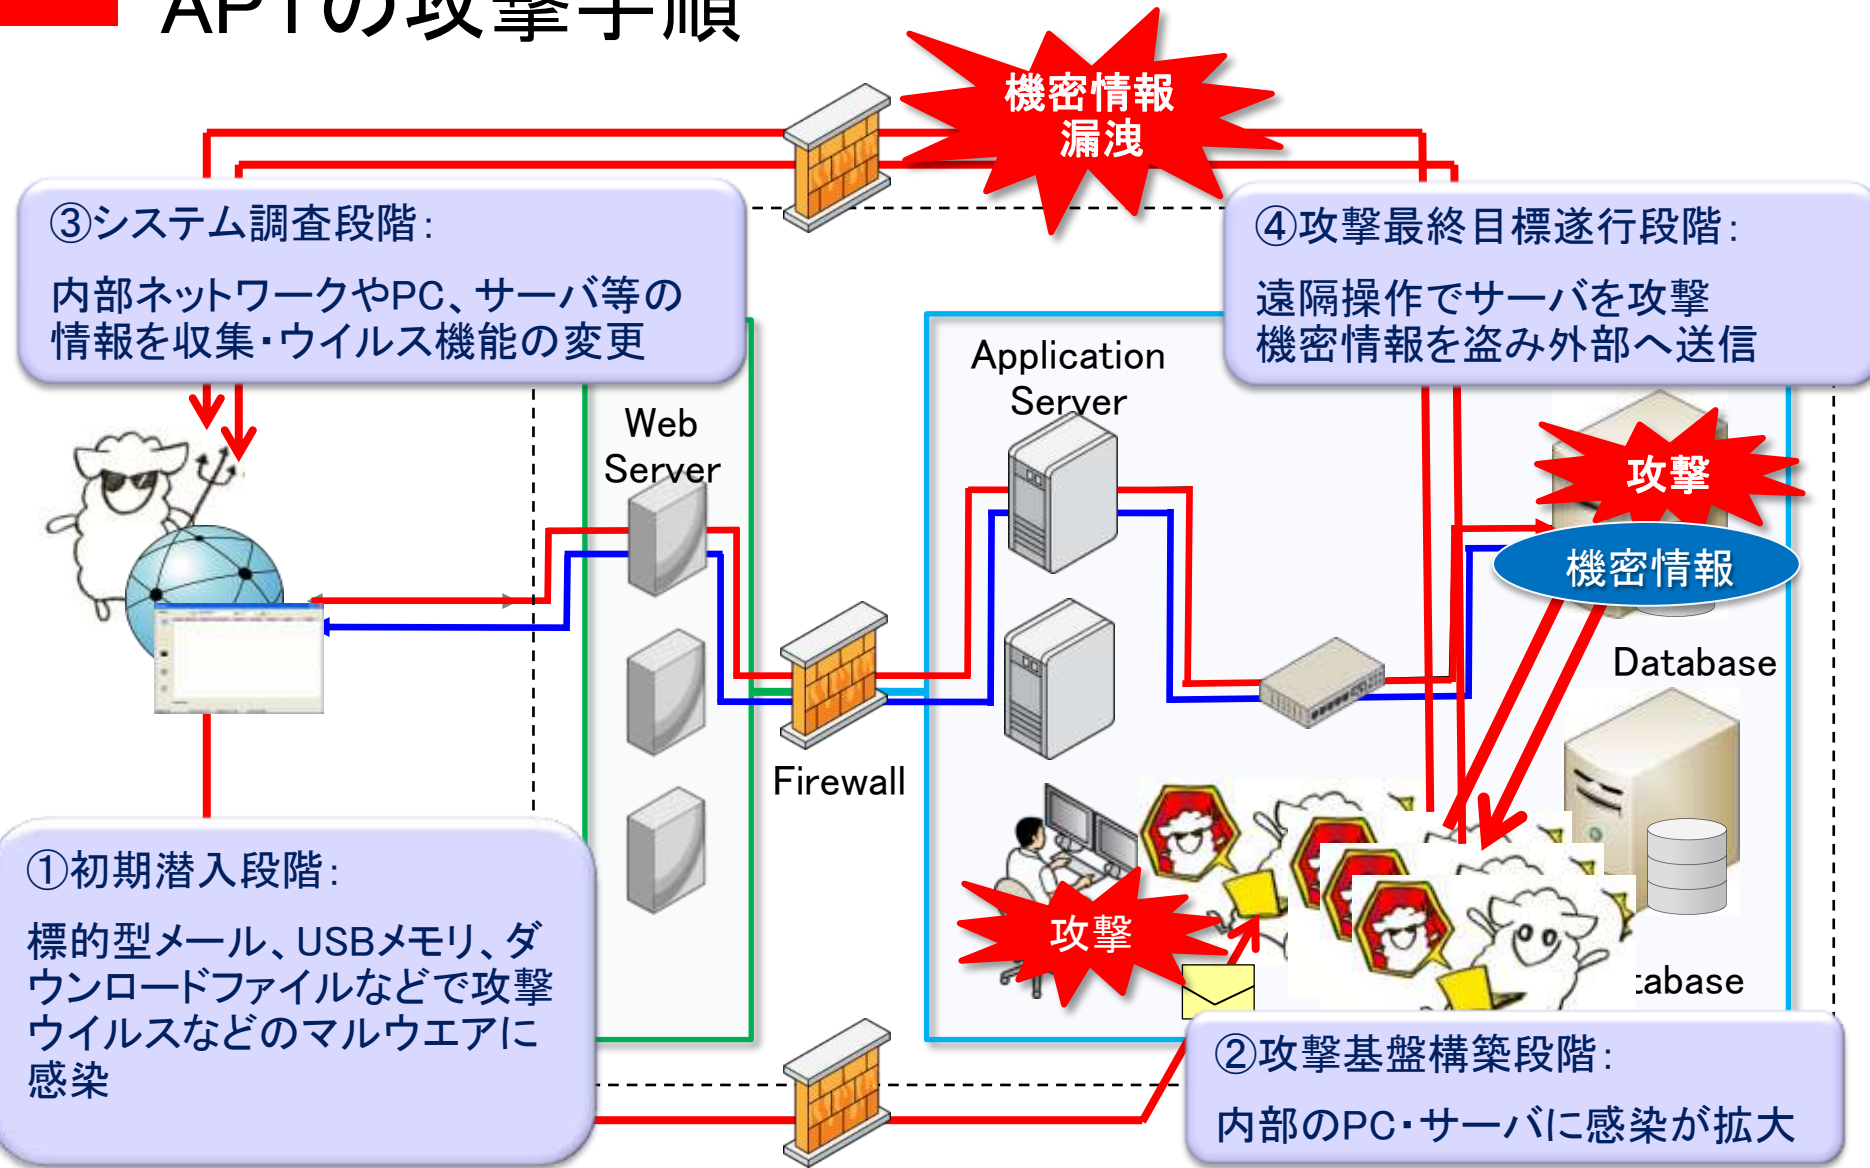 APTの攻撃手順
機密情報
漏洩
③システム調査段階:
内部ネットワークやPC、サーバ等の
情報を収集・ウイルス機能の変更
④攻撃最終目標遂行段階:
遠隔操作でサーバを攻撃
機密情報を盗み外部へ送信
Application
Server
Web
Server
攻撃
機密情報
Database
Firewall
①初期潜入段階:
標的型メール、USBメモリ、ダ
ウンロードファイルなどで攻撃
ウイルスなどのマルウエアに
感染
攻撃
tabase
②攻撃基盤構築段階:
内部のPC・サーバに感染が拡大